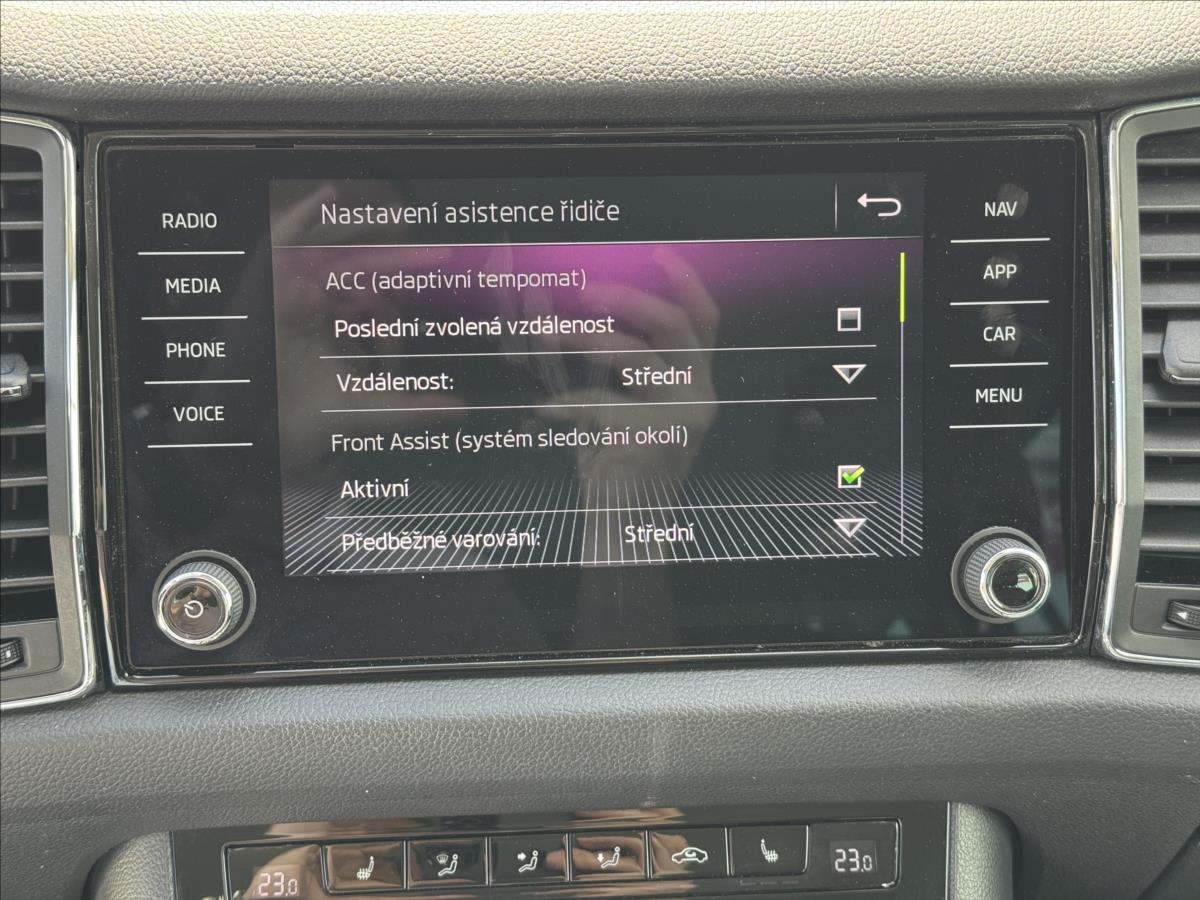 RADIO
MEDIA
PHONE
VOICE
Nastavení asistence řidiče
ACC (adaptivní tempomat)
Poslední zvolená vzdálenost
Vzdálenost: Střední
Front Assist (systém sledování okolí)
Aktivní
Předběžné varování: Střední
NAV
APP
CAR
MENU
23.0
23.0